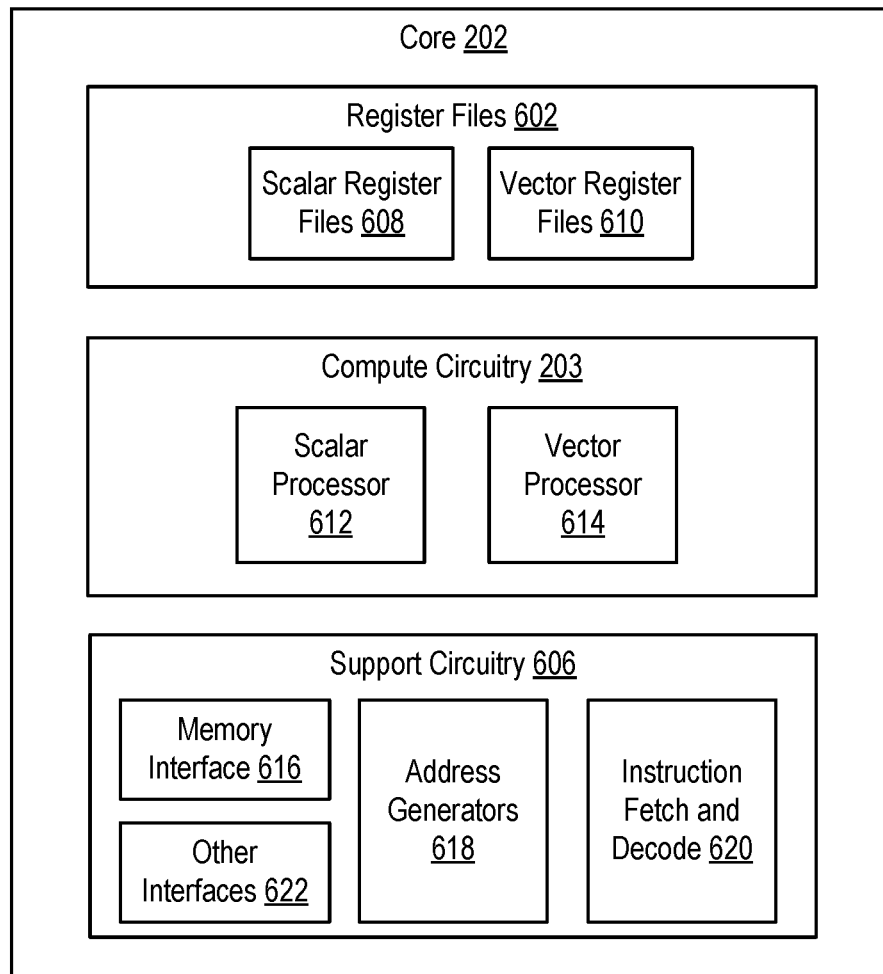 Core 202
Register Files 602
Scalar Register
Files 608
Vector Register
Files 610
Compute Circuitry 203
Scalar
Processor
612
Vector
Processor
614
Support Circuitry 606
Memory
Interface 616
Other
Interfaces 622
Address
Generators
618
Instruction
Fetch and
Decode 620